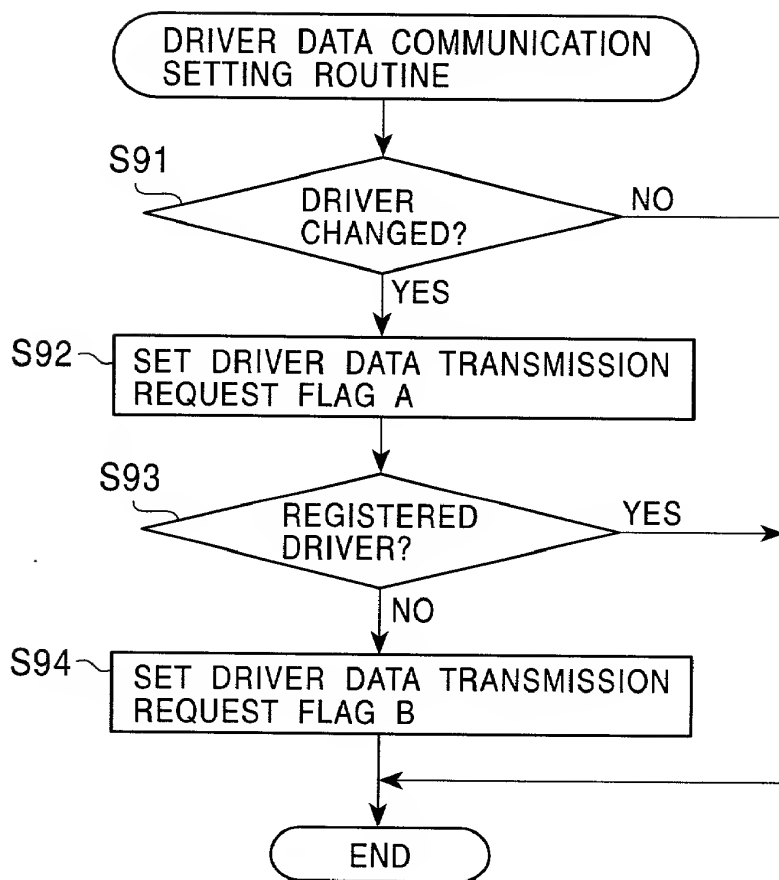 DRIVER DATA COMMUNICATION
SETTING ROUTINE
S91
DRIVER
CHANGED?
NO
YES
S92
SET DRIVER DATA TRANSMISSION
REQUEST FLAG A
S93
REGISTERED
DRIVER?
YES
NO
S94
SET DRIVER DATA TRANSMISSION
REQUEST FLAG B
END